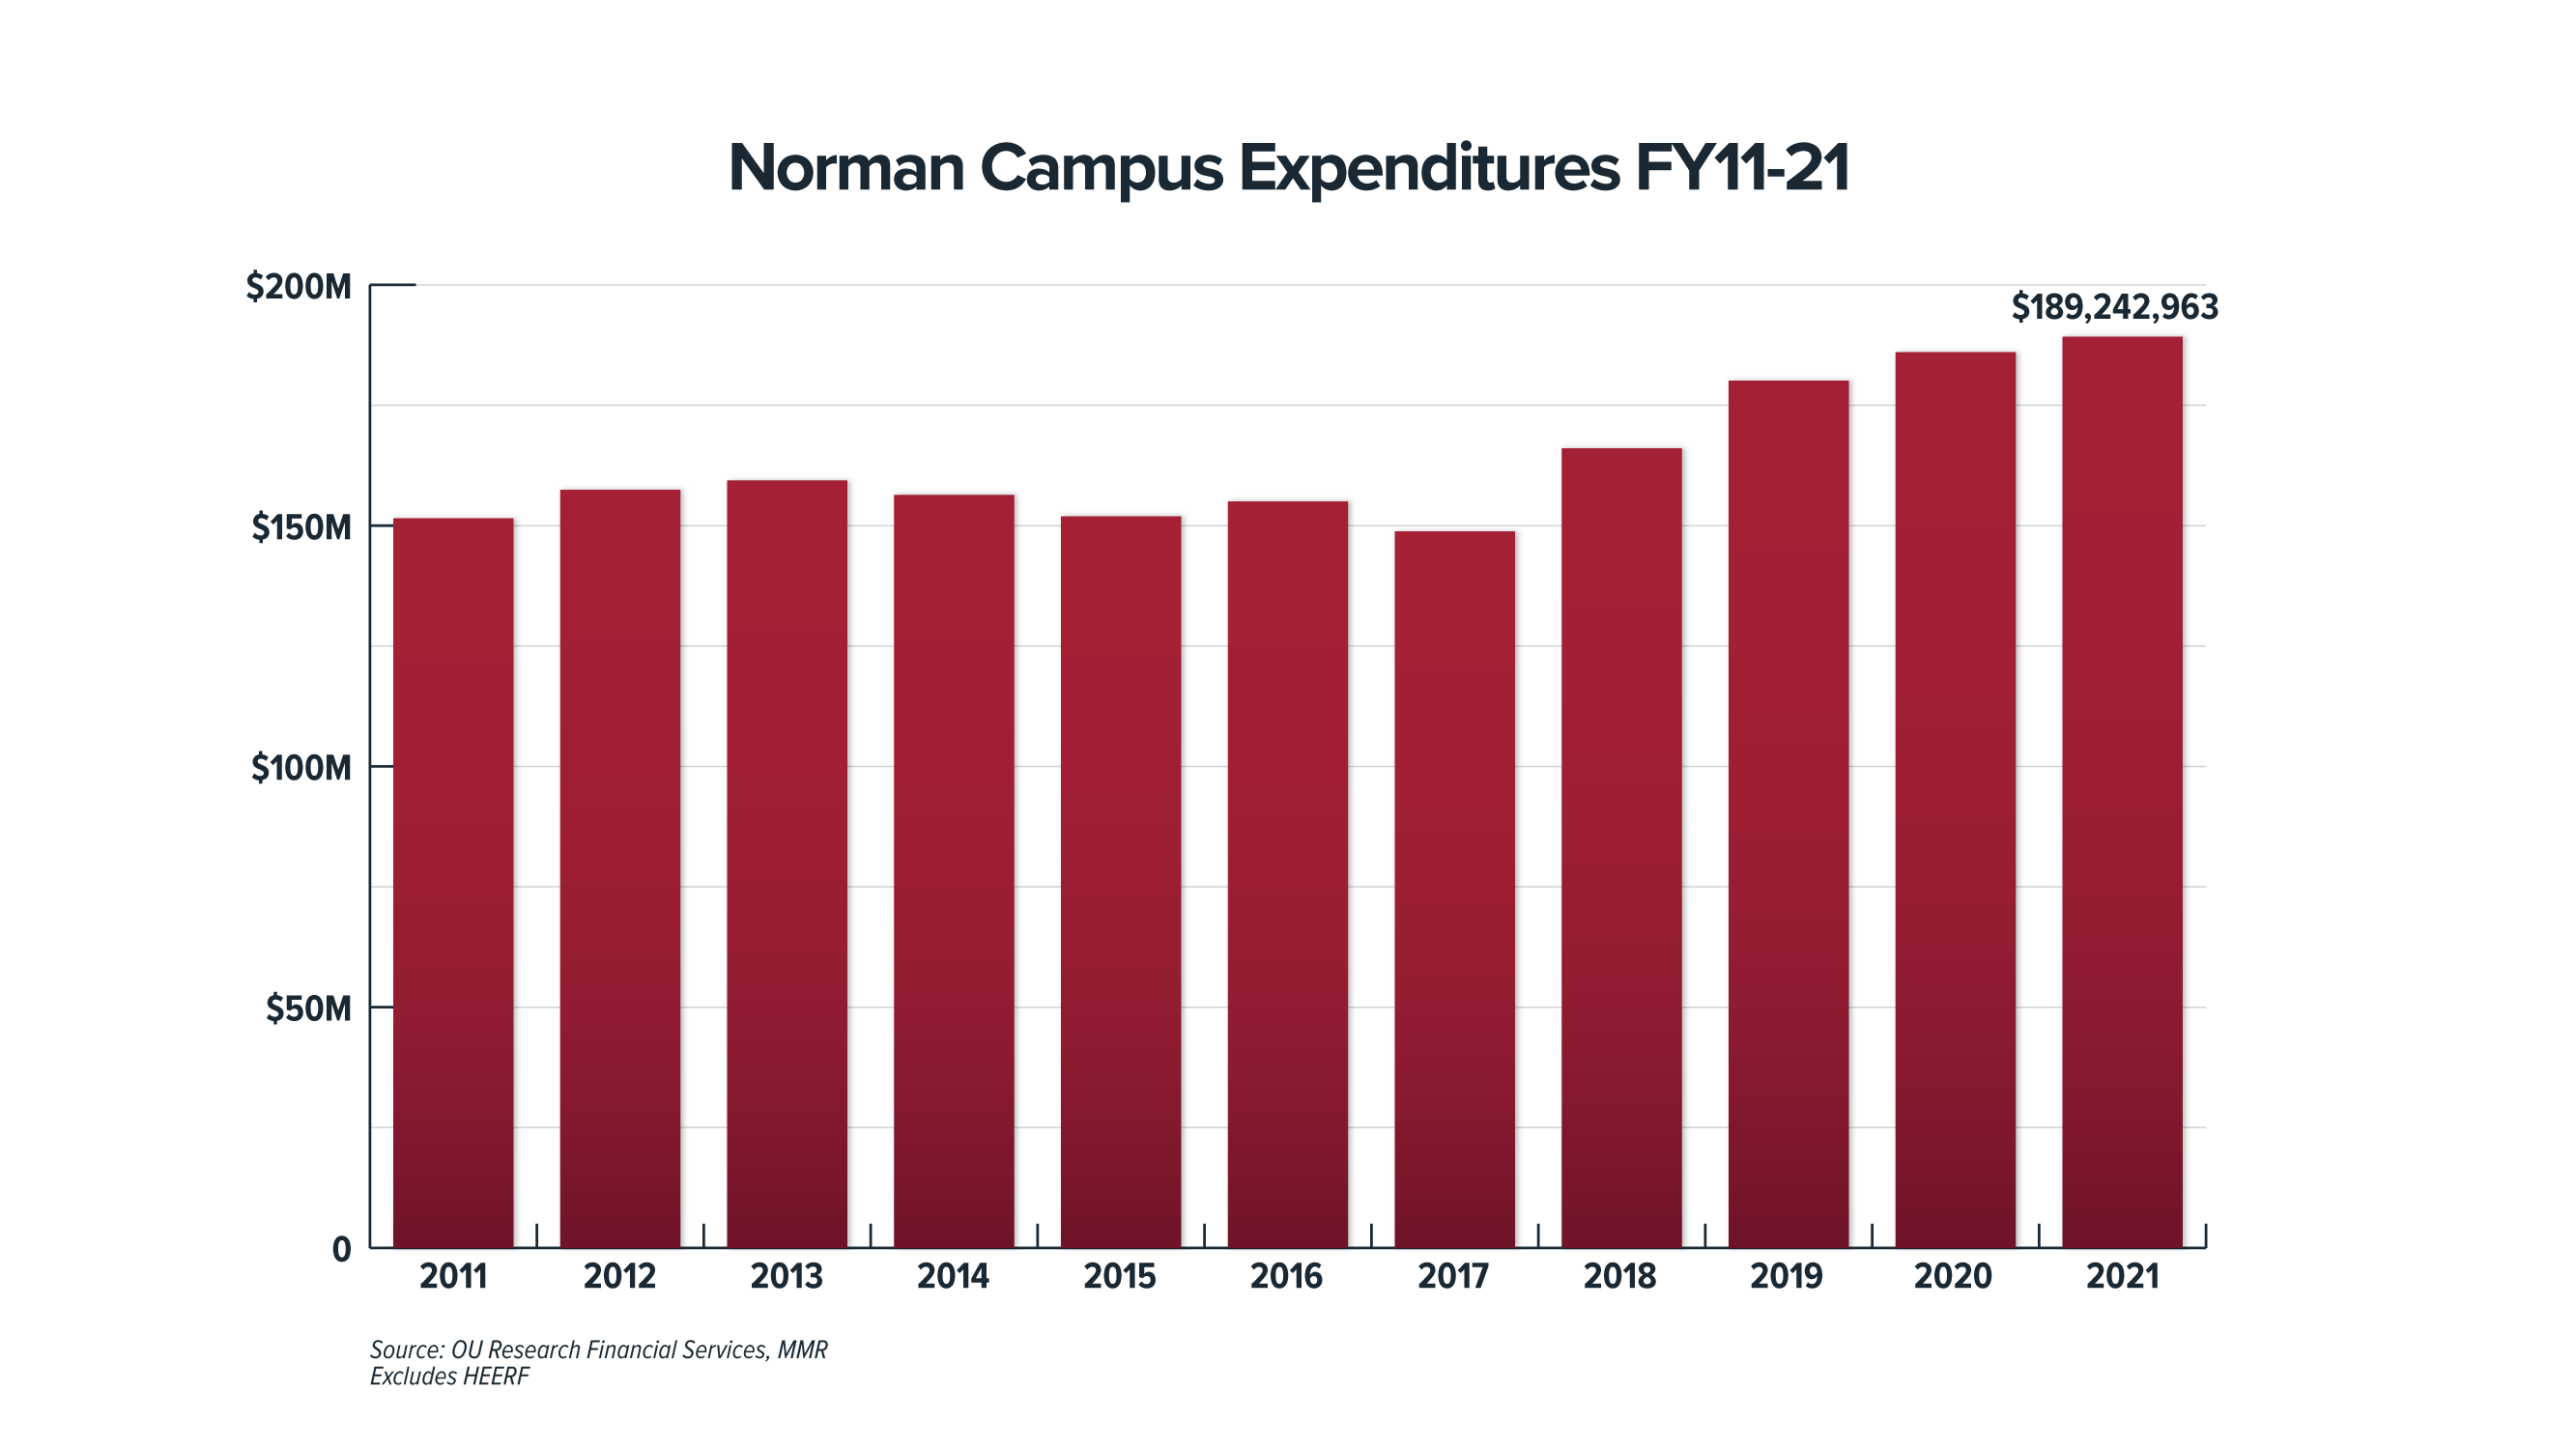 Norman Campus Expenditures FY11-21
$200M
$189,242,963
$150M
$100M
$50M
0
2011 2012 2013 2014 2015 2016 2017 2018 2019 2020 2021
Source: OU Research Financial Services, MMR
Excludes HEERF